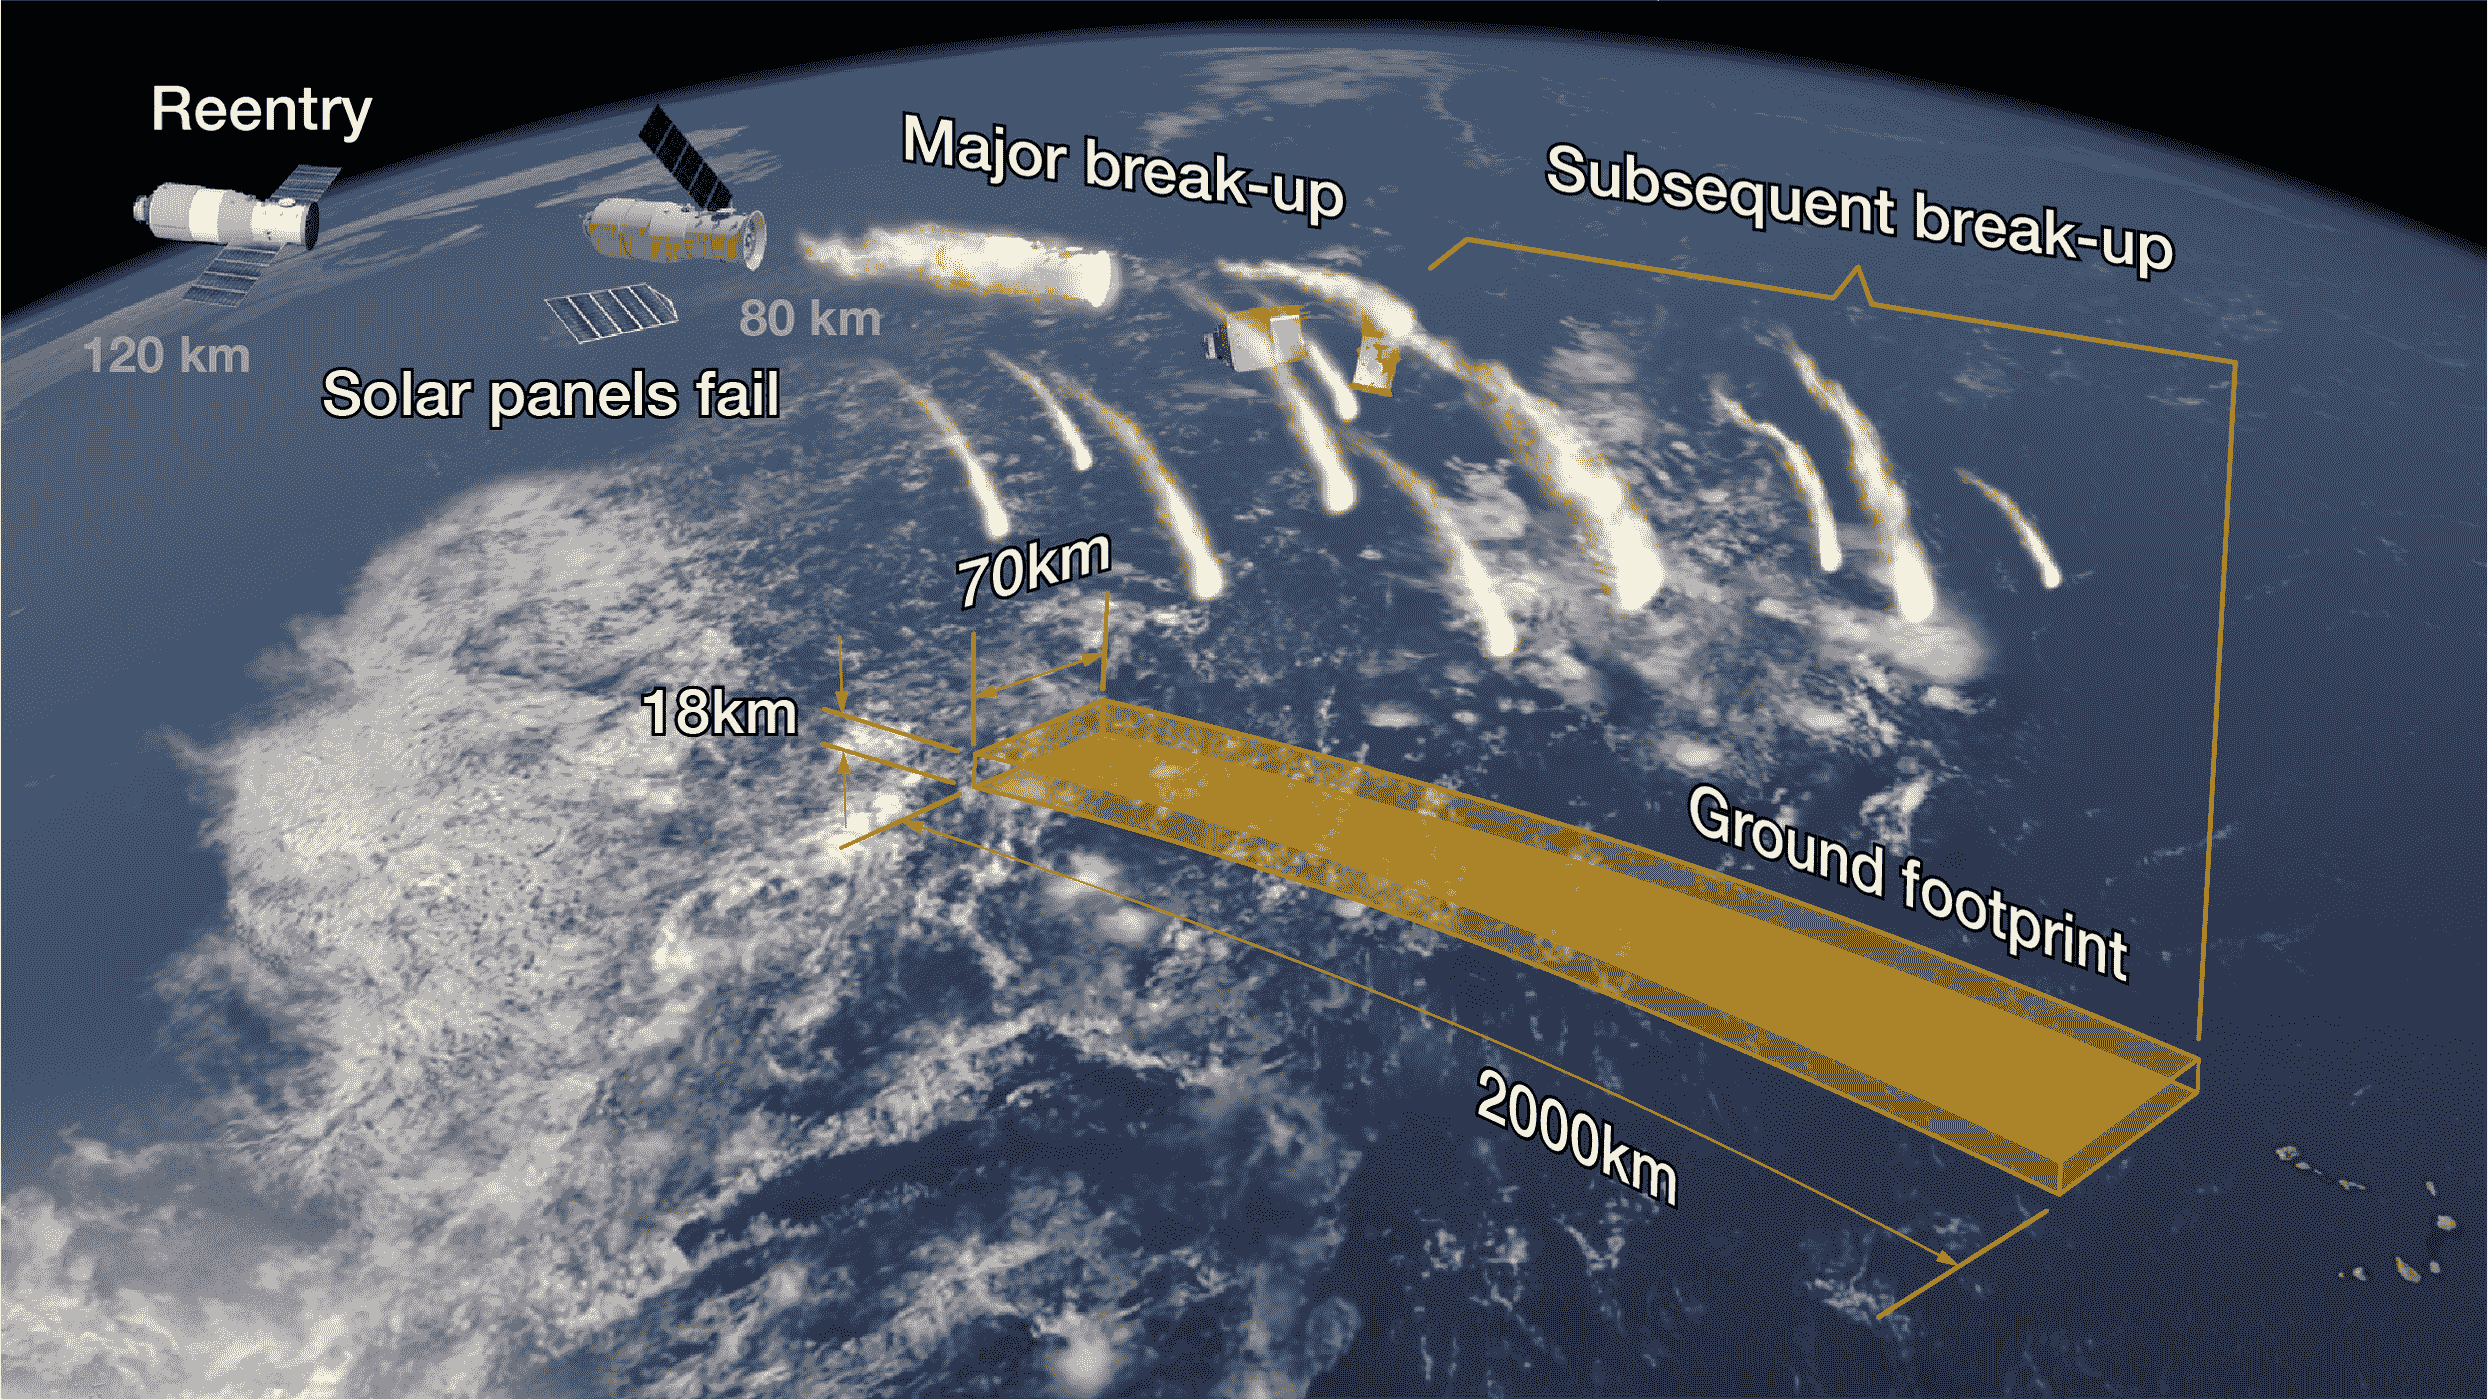 Reentry
120 km
Solar panels fail
80 km
Major break-up
Subsequent break-up
70km
18km
Ground footprint
2000km